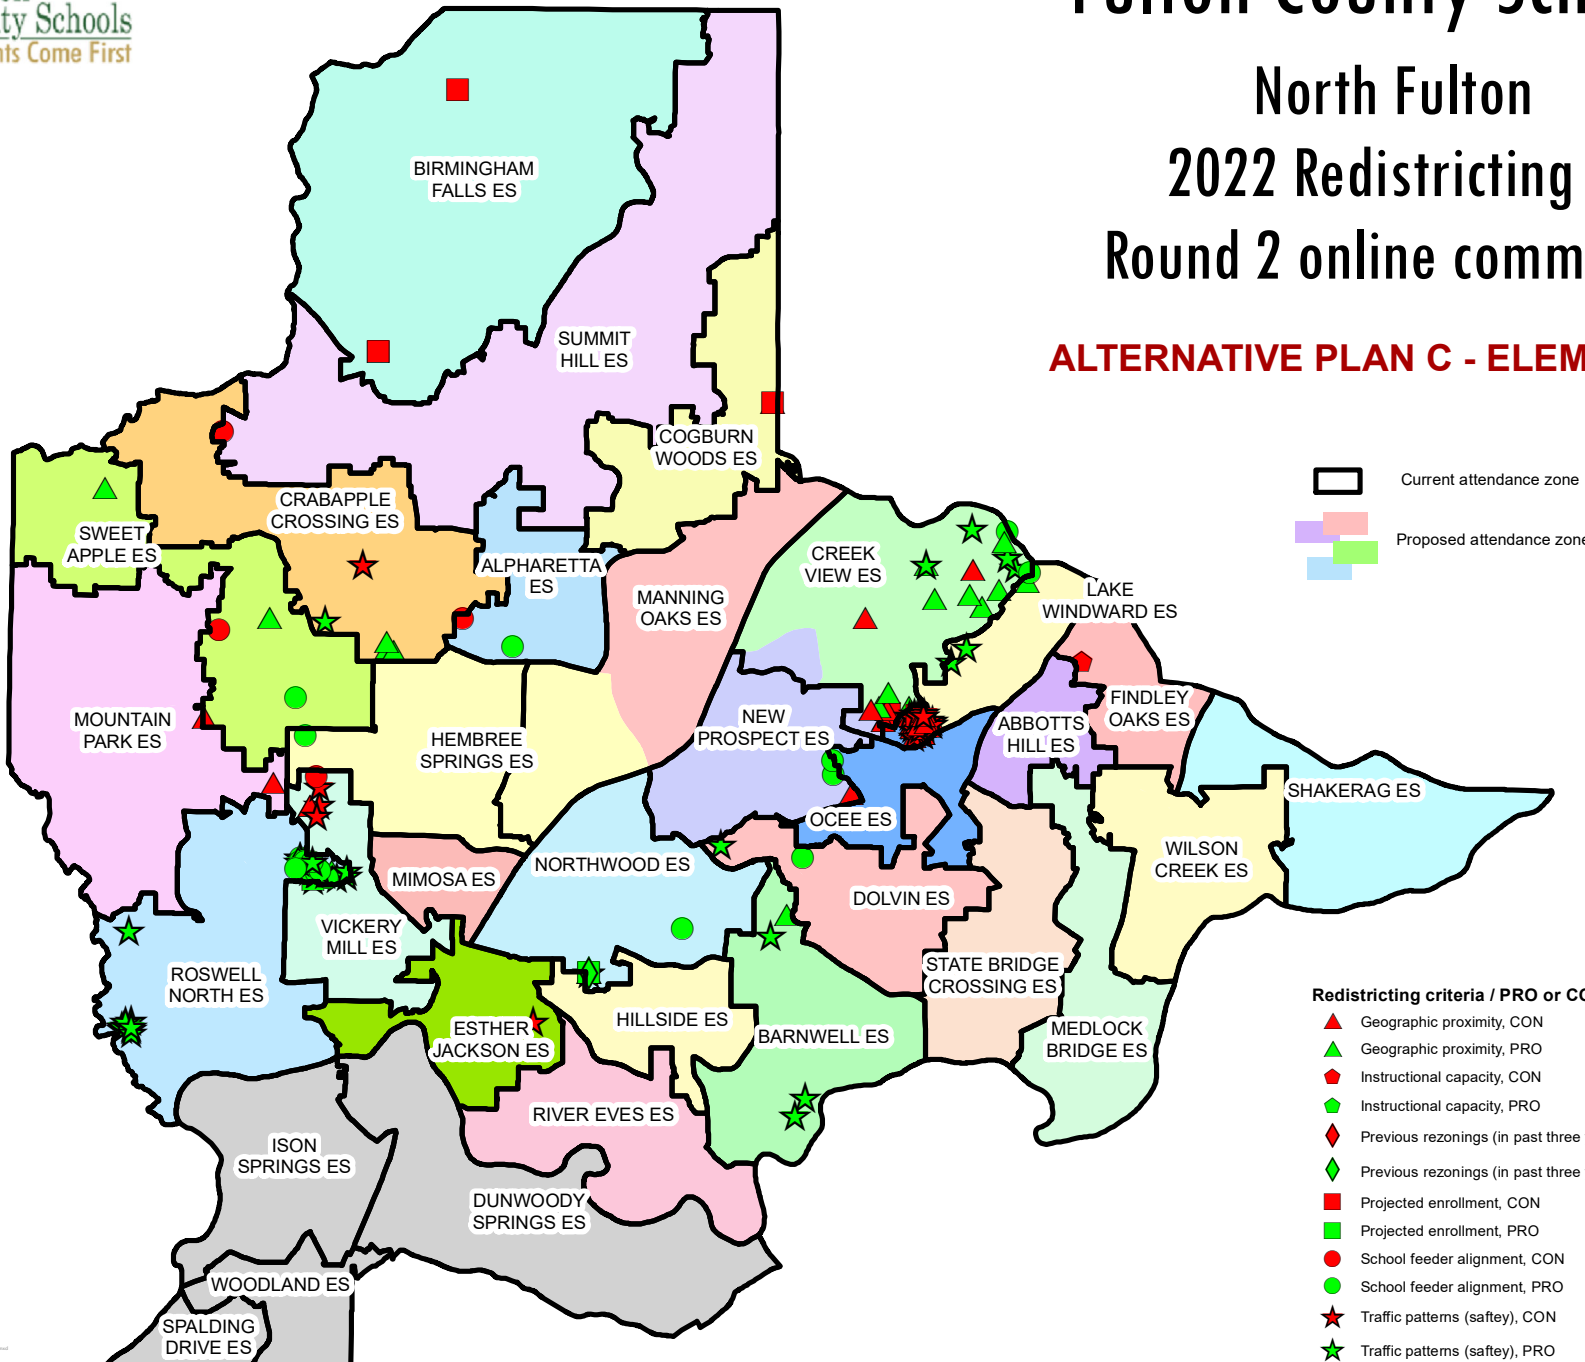 ty Schools
nts Come First
North Fulton
2022 Redistricting
Round 2 online comm
ALTERNATIVE PLAN C - ELEM
Current attendance zone
Proposed attendance zone
BIRMINGHAM
FALLS ES
SUMMIT
HILL ES
COGBURN
WOODS ES
CRABAPPLE
CROSSING ES
SWEET
APPLE ES
ALPHARETTA
ES
MANNING
OAKS ES
CREEK
VIEW ES
LAKE
WINDWARD ES
FINDLEY
OAKS ES
ABBOTTS
HILL ES
NEW
PROSPECT ES
MOUNTAIN
PARK ES
HEMBREE
SPRINGS ES
SHAKERAG ES
OCEE ES
WILSON
CREEK ES
NORTHWOOD ES
MIMOSA ES
DOLVIN ES
VICKERY
MILL ES
ROSWELL
NORTH ES
STATE BRIDGE
CROSSING ES
HILLSIDE ES
BARNWELL ES
MEDLOCK
BRIDGE ES
ESTHER
JACKSON ES
RIVER EVES ES
ISON
SPRINGS ES
DUNWOODY
SPRINGS ES
WOODLAND ES
SPALDING
DRIVE ES
Redistricting criteria / PRO or CO
Geographic proximity, CON
Geographic proximity, PRO
Instructional capacity, CON
Instructional capacity, PRO
Previous rezonings (in past three
Previous rezonings (in past three
Projected enrollment, CON
Projected enrollment, PRO
School feeder alignment, CON
School feeder alignment, PRO
Traffic patterns (saftey), CON
Traffic patterns (saftey), PRO